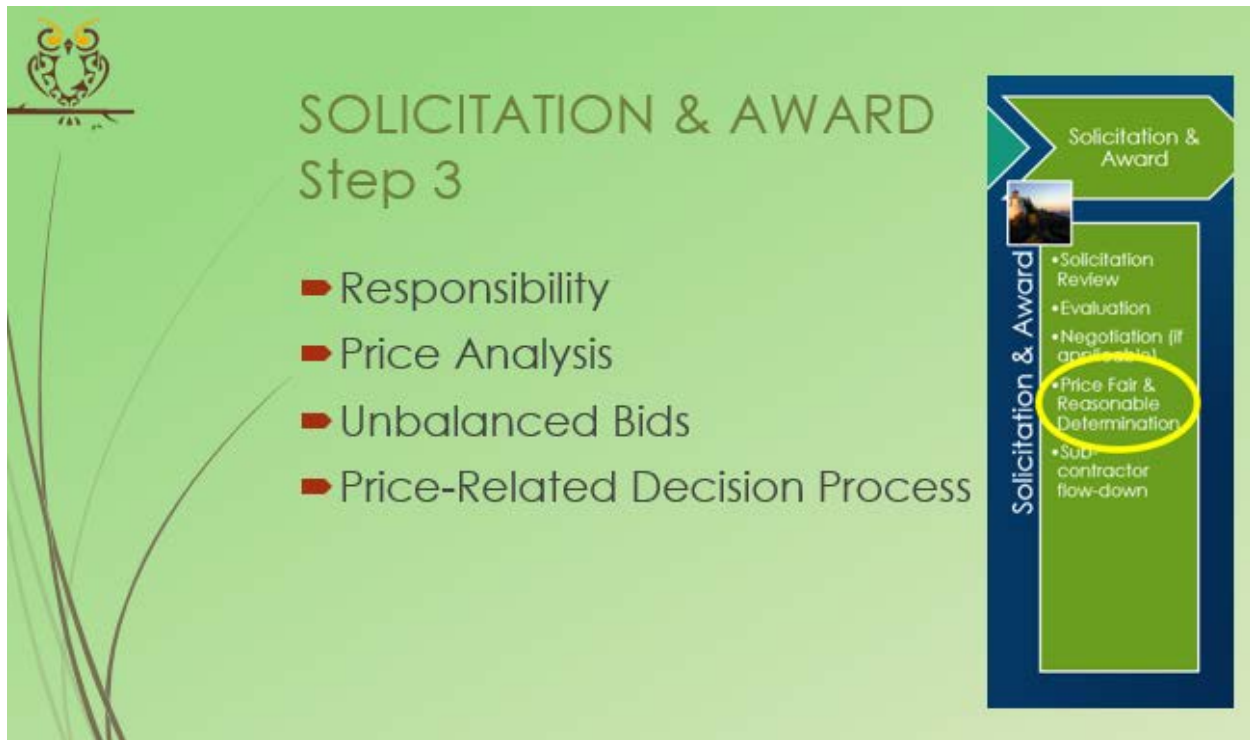 SOLICITATION & AWARD
Step 3
Responsibility
Price Analysis
Unbalanced Bids
Price-Related Decision Process
Solicitation &
Award
Solicitation & Award
•Solicitation
Review
•Evaluation
•Negotiation (if
applicable)
•Price Fair &
Reasonable
Determination
•Sub-
contractor
flow-down